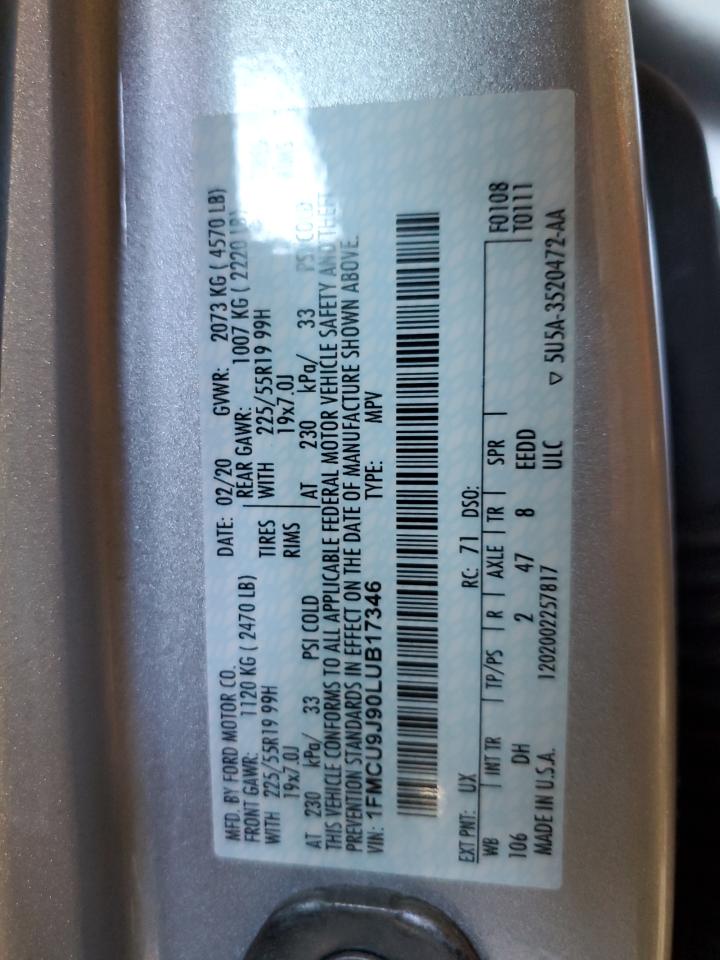 MFD. BY FORD MOTOR CO. DATE: 02/20 GVWR: 2073 KG ( 4570 LB)
FRONT GAWR: 1120 KG ( 2470 LB) REAR GAWR: 1007 KG ( 2220 LB)
WITH 225/55R19 99H TIRES WITH 225/55R19 99H
19x7.0J RIMS 19x7.0J
AT 230 kPa/ 33 PSI COLD AT 230 kPa/ 33 PSI COLD
THIS VEHICLE CONFORMS TO ALL APPLICABLE FEDERAL MOTOR VEHICLE SAFETY AND THEFT
PREVENTION STANDARDS IN EFFECT ON THE DATE OF MANUFACTURE SHOWN ABOVE.
VIN: 1FMCU9J90LUB17346 TYPE: MPV
EXT PNT: UX RC: 71 DSO:
WB INT TR TP/PS R AXLE TR SPR F0108
106 DH 2 47 8 EEDD T0111
MADE IN U.S.A. 1202002257817 ULC
▽ 5U5A-3520472-AA